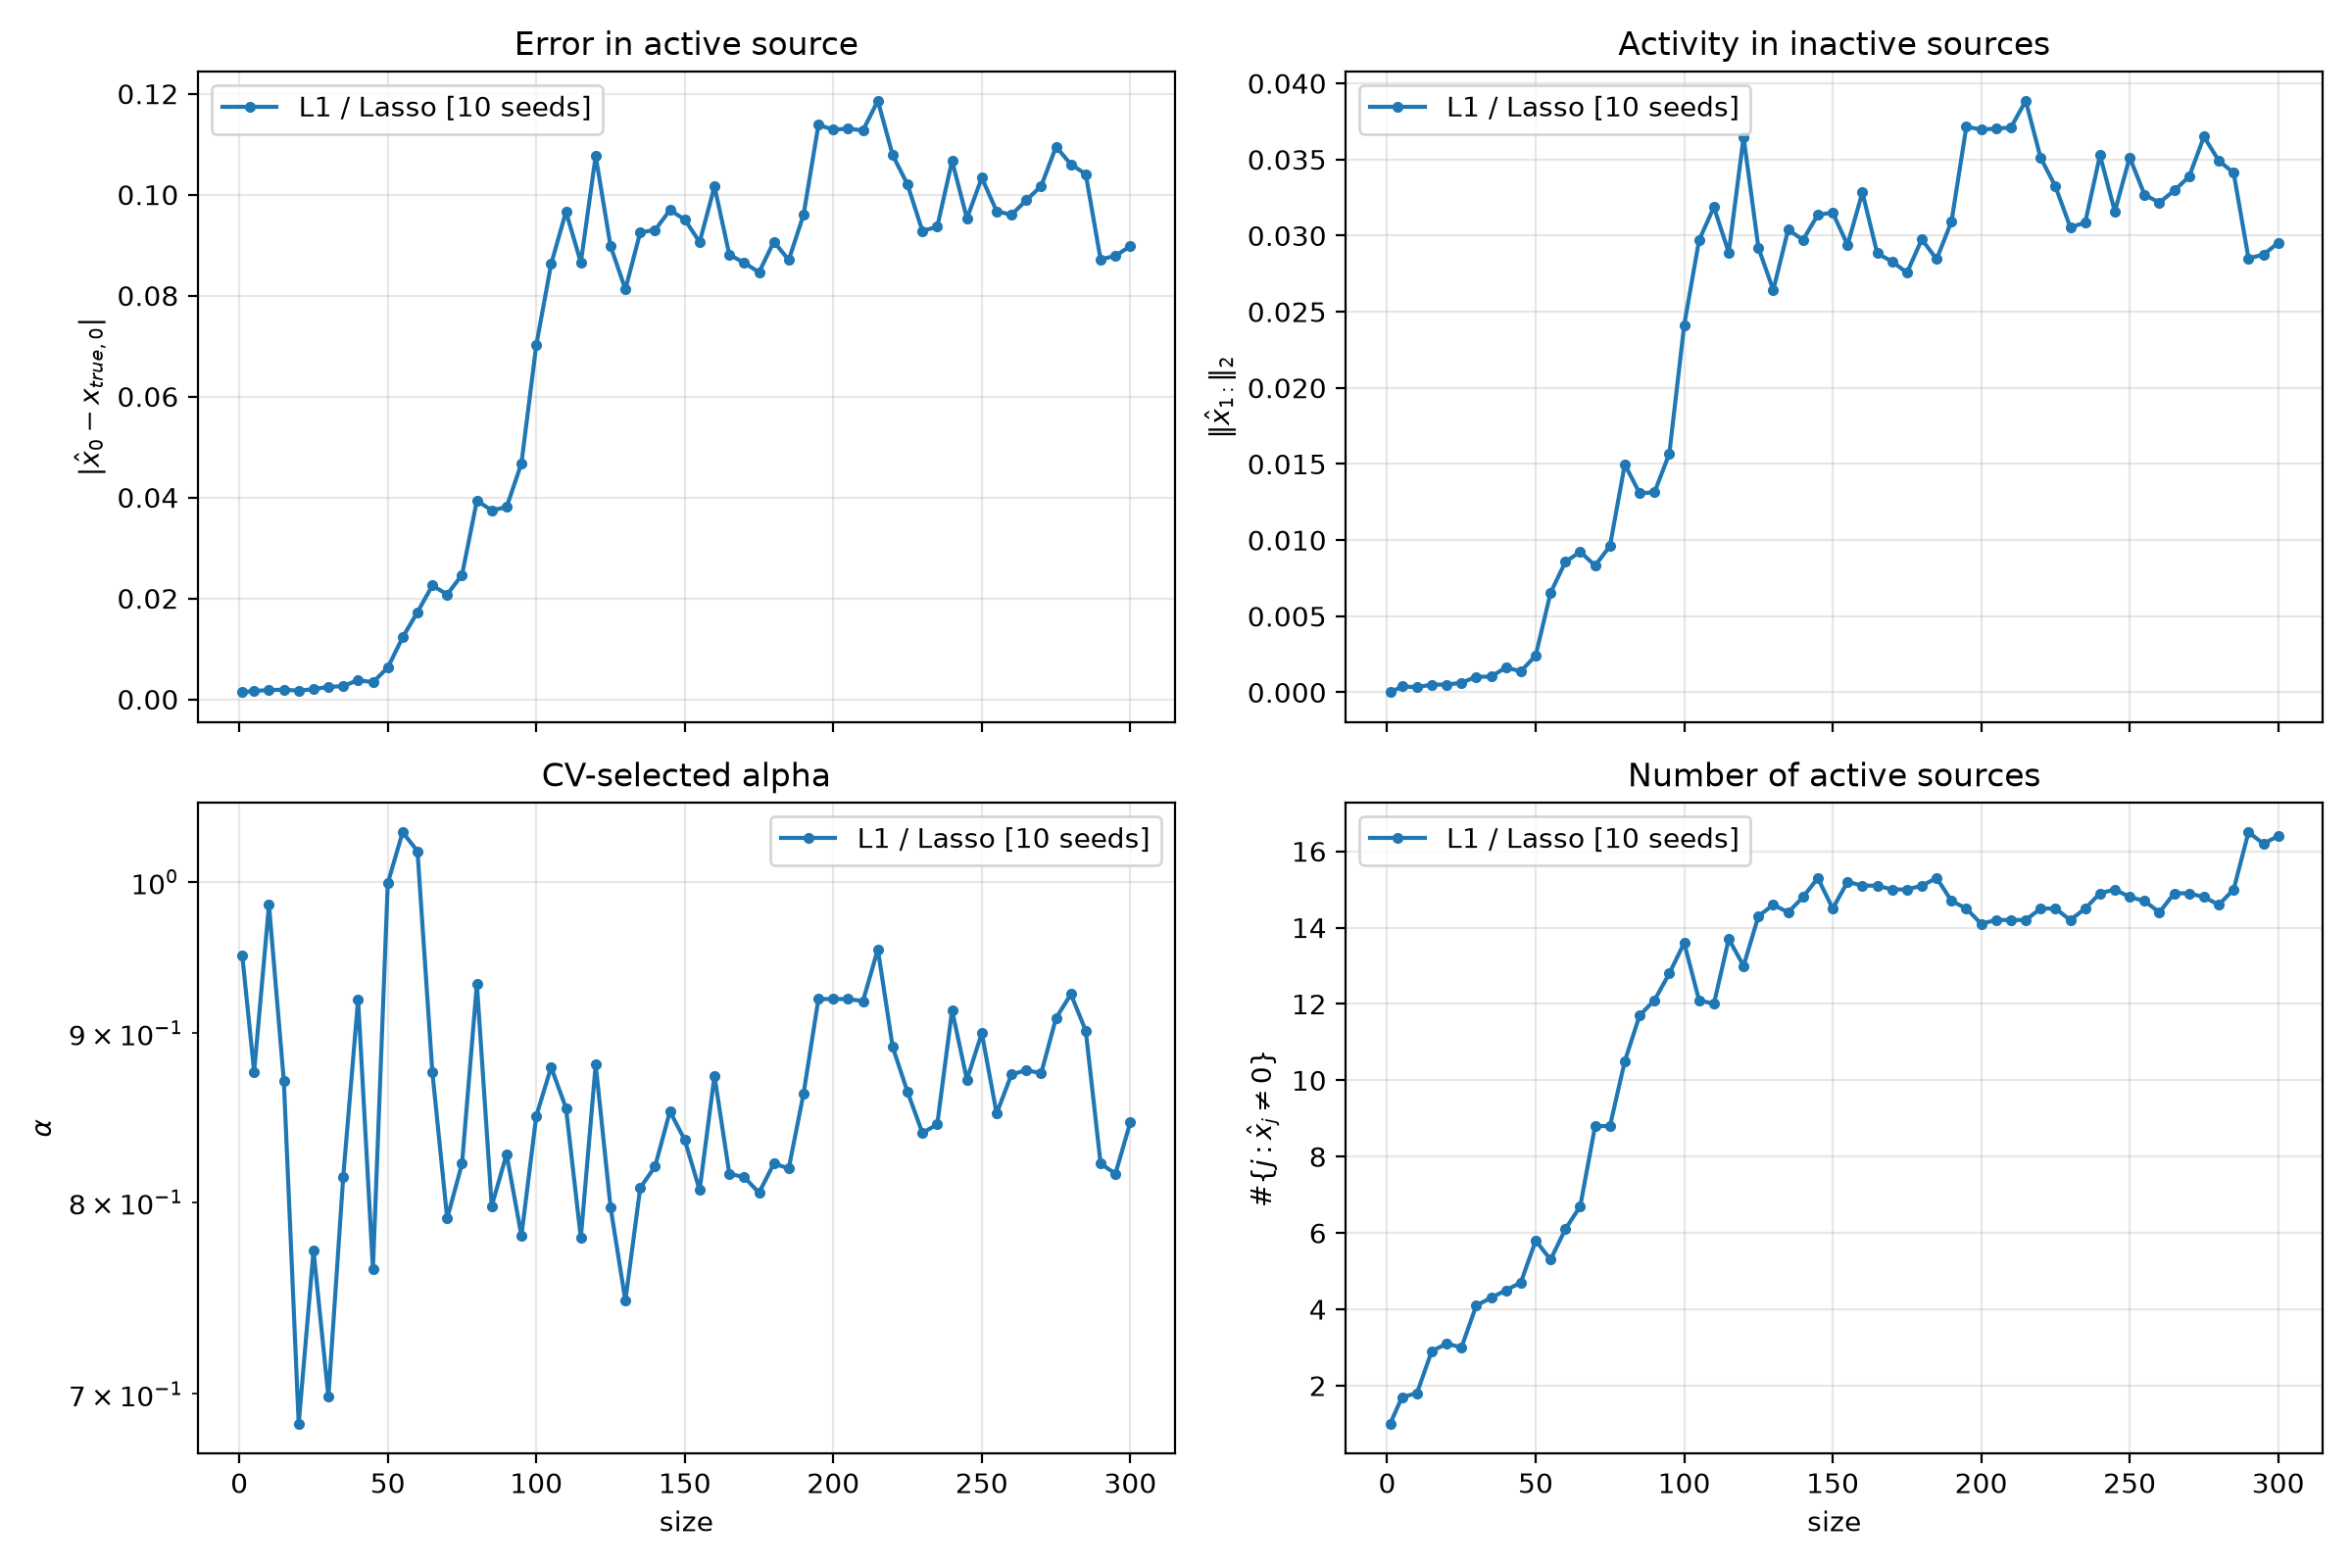 Error in active source
L1 / Lasso [10 seeds]
|x̂₀ − x_{true, 0}|
0.12
0.10
0.08
0.06
0.04
0.02
0.00
Activity in inactive sources
L1 / Lasso [10 seeds]
‖x̂_{1:}‖₂
0.040
0.035
0.030
0.025
0.020
0.015
0.010
0.005
0.000
CV-selected alpha
L1 / Lasso [10 seeds]
α
10⁰
9 × 10⁻¹
8 × 10⁻¹
7 × 10⁻¹
0 50 100 150 200 250 300
size
Number of active sources
L1 / Lasso [10 seeds]
#{j : x̂ⱼ ≠ 0}
16
14
12
10
8
6
4
2
0 50 100 150 200 250 300
size